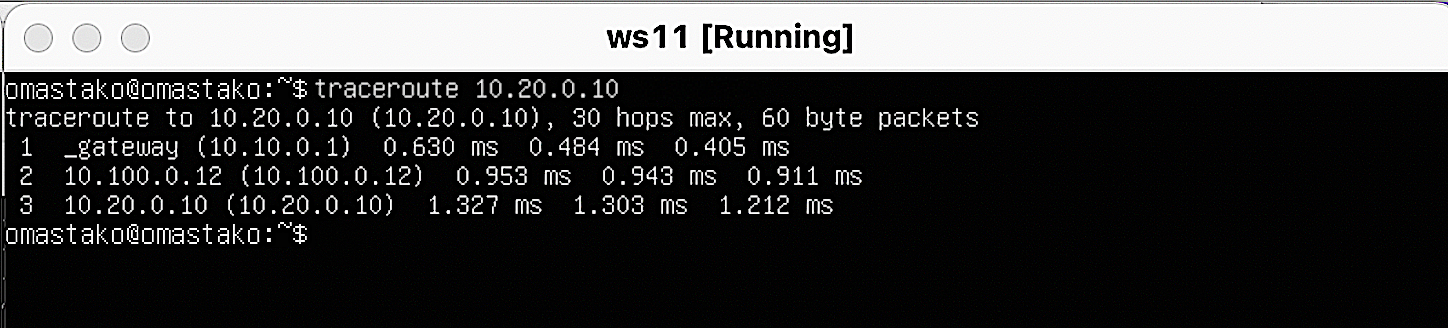 ws11 [Running]
omastako@omastako:~$ traceroute 10.20.0.10
traceroute to 10.20.0.10 (10.20.0.10), 30 hops max, 60 byte packets
 1  _gateway (10.10.0.1)  0.630 ms  0.484 ms  0.405 ms
 2  10.100.0.12 (10.100.0.12)  0.953 ms  0.943 ms  0.911 ms
 3  10.20.0.10 (10.20.0.10)  1.327 ms  1.303 ms  1.212 ms
omastako@omastako:~$